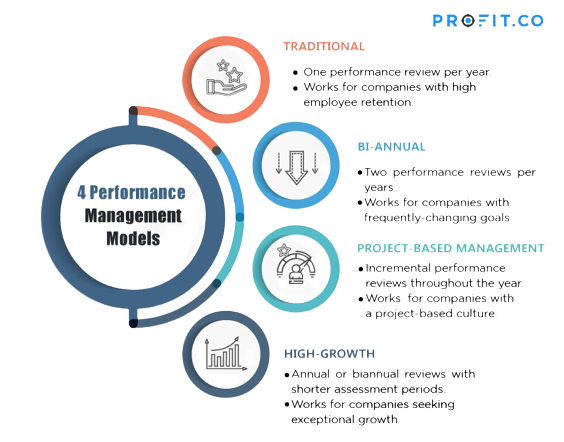 PROFIT.CO
TRADITIONAL
• One performance review per year.
• Works for companies with high
employee retention.
BI-ANNUAL
• Two performance reviews per
years.
• Works for companies with
frequently-changing goals
4 Performance
Management
Models
PROJECT-BASED MANAGEMENT
• Incremental performance
reviews throughout the year.
• Works for companies with
a project-based culture
HIGH-GROWTH
• Annual or biannual reviews with
shorter assessment periods.
• Works for companies seeking
exceptional growth